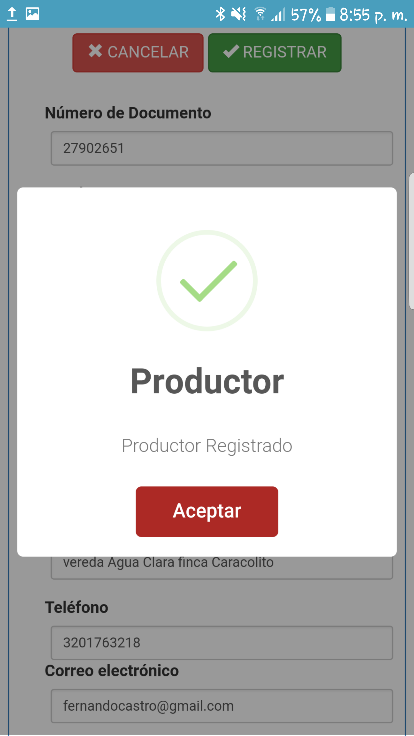 57% 8:55 p. m.
CANCELAR REGISTRAR
Número de Documento
27902651
Productor
Productor Registrado
Aceptar
vereda Agua Clara finca Caracolito
Teléfono
3201763218
Correo electrónico
fernandocastro@gmail.com